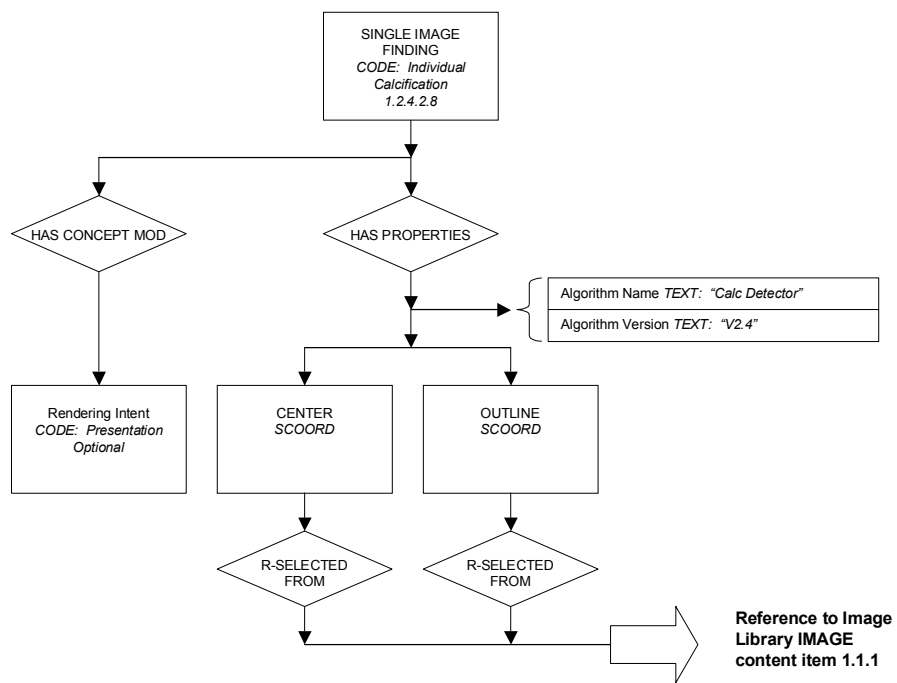 SINGLE IMAGE
FINDING
CODE: Individual
Calcification
1.2.4.2.8
HAS CONCEPT MOD
HAS PROPERTIES
Algorithm Name TEXT: “Calc Detector”
Algorithm Version TEXT: “V2.4”
Rendering Intent
CODE: Presentation
Optional
CENTER
SCOORD
OUTLINE
SCOORD
R-SELECTED
FROM
R-SELECTED
FROM
Reference to Image
Library IMAGE
content item 1.1.1